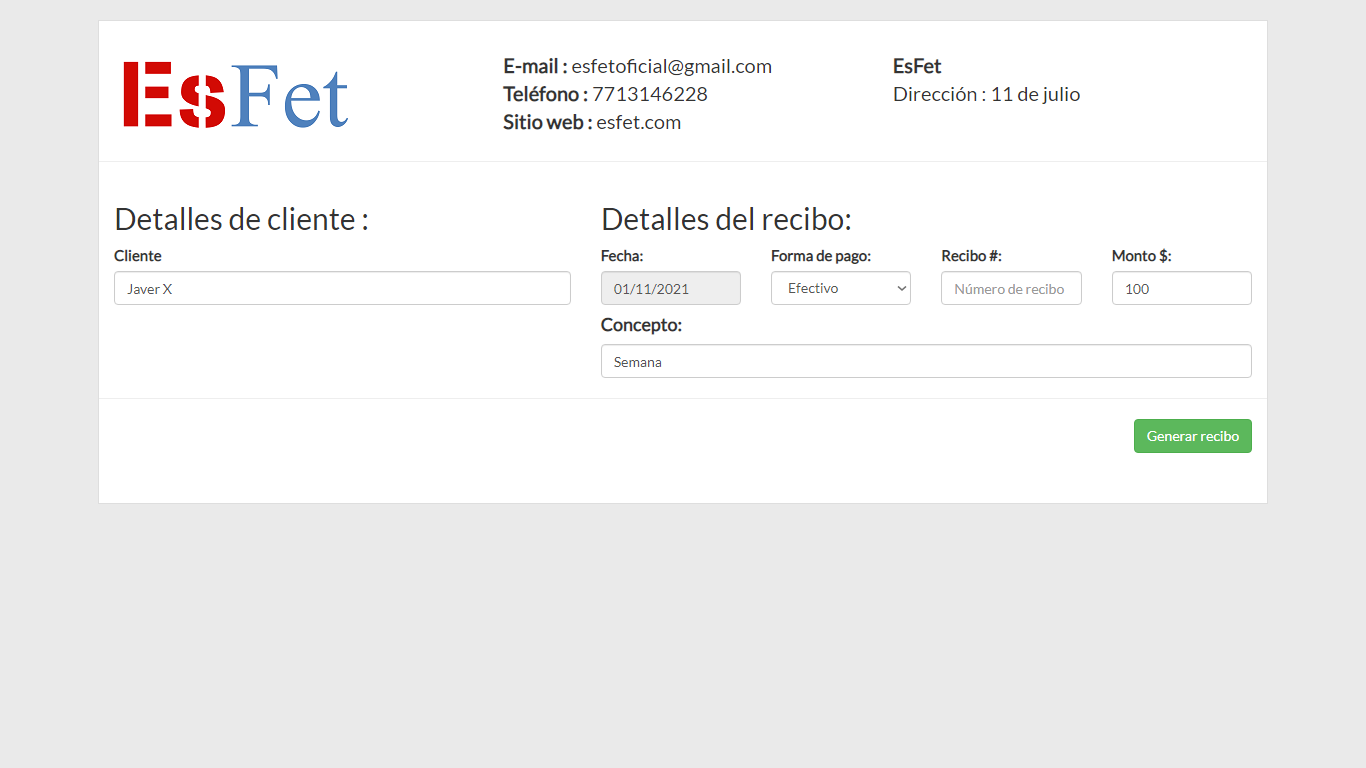 EsFet
E-mail : esfetoficial@gmail.com
Teléfono : 7713146228
Sitio web : esfet.com
EsFet
Dirección : 11 de julio
Detalles de cliente :
Cliente
Javer X
Detalles del recibo:
Fecha: Forma de pago: Recibo #: Monto $:
01/11/2021 Efectivo Número de recibo 100
Concepto:
Semana
Generar recibo